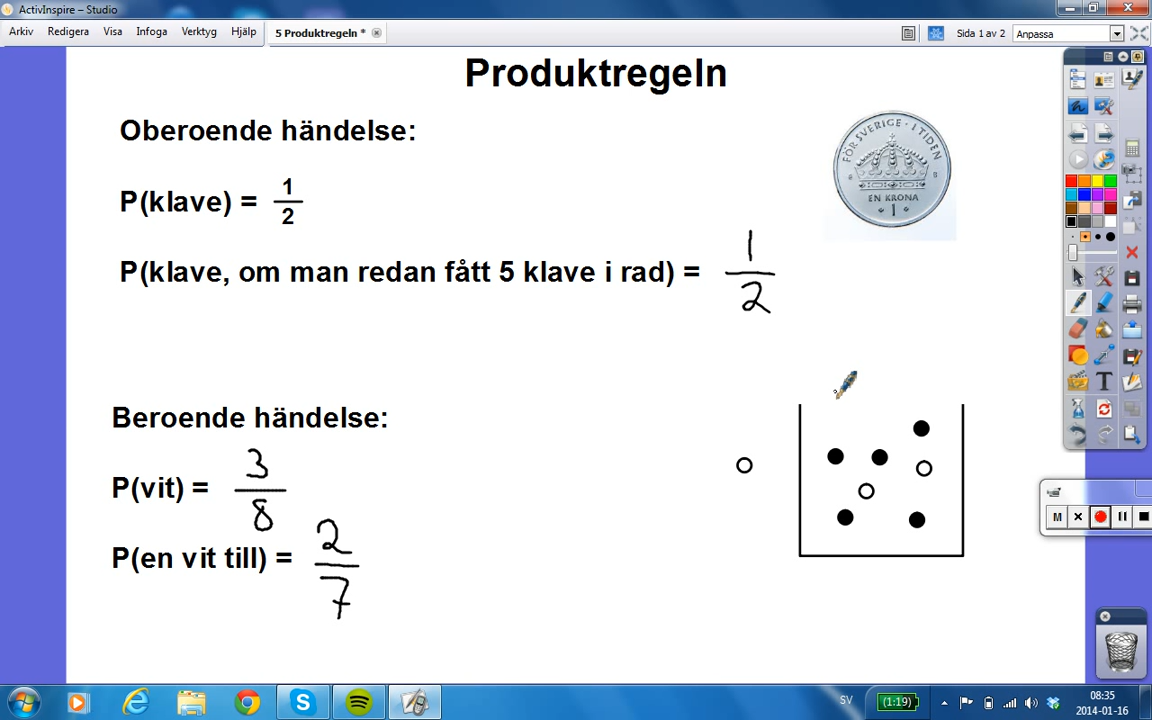 ActivInspire – Studio
Arkiv Redigera Visa Infoga Verktyg Hjälp 5 Produktregeln * Sida 1 av 2 Anpassa
Produktregeln
Oberoende händelse:
FÖR SVERIGE - I TIDEN
EN KRONA
1
P(klave) = 1/2
P(klave, om man redan fått 5 klave i rad) = 1/2
Beroende händelse:
P(vit) = 3/8
P(en vit till) = 2/7
M
SV (1:19) 08:35
2014-01-16